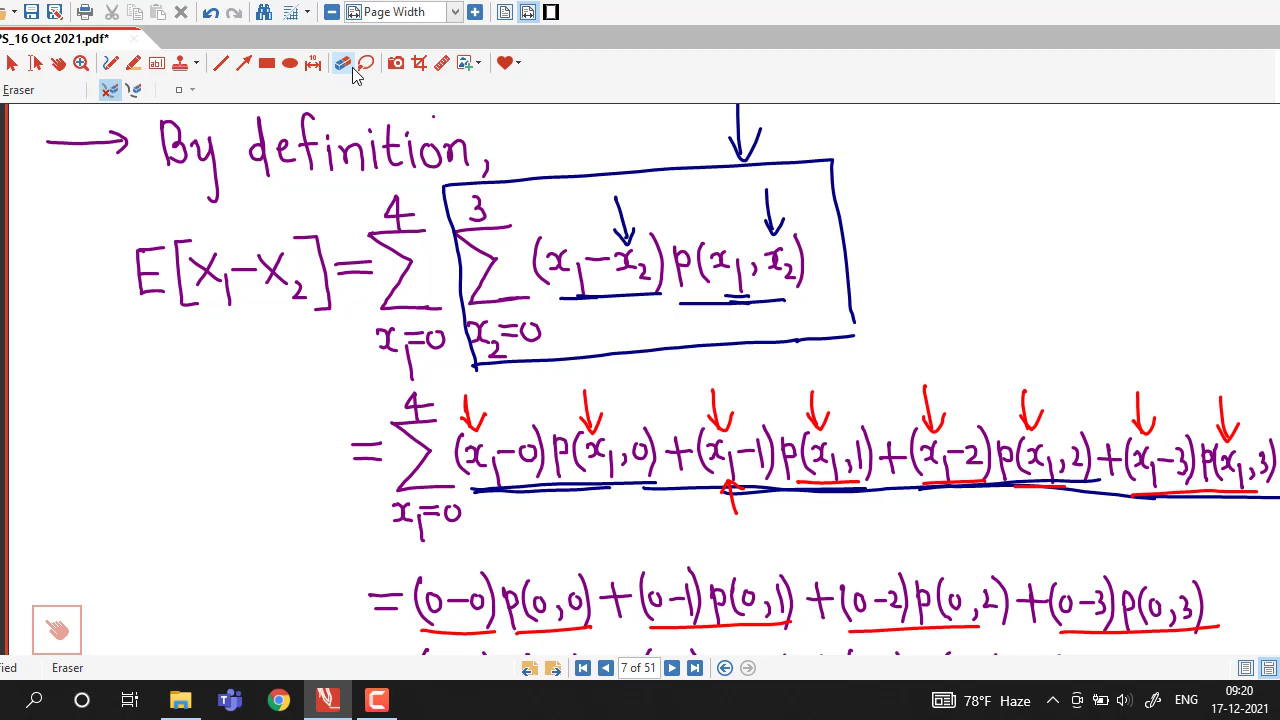 Page Width
PS_16 Oct 2021.pdf*
Eraser
→ By definition,
E[X₁-X₂] = ∑_{x₁=0}^{4} ∑_{x₂=0}^{3} (x₁-x₂) p(x₁, x₂)
= ∑_{x₁=0}^{4} (x₁-0) p(x₁, 0) + (x₁-1) p(x₁, 1) + (x₁-2) p(x₁, 2) + (x₁-3) p(x₁, 3)
= (0-0) p(0, 0) + (0-1) p(0, 1) + (0-2) p(0, 2) + (0-3) p(0, 3)
fied Eraser 7 of 51
78°F Haze ENG 09:20
17-12-2021